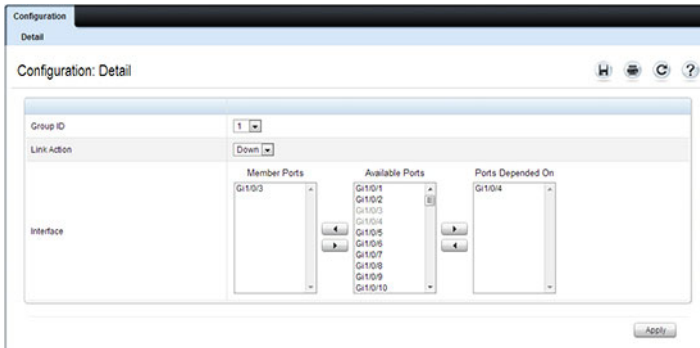 Configuration
Detail
Configuration: Detail
Group ID
1
Link Action
Down
Member Ports
Available Ports
Ports Depended On
Interface
Gi1/0/3
Gi1/0/1
Gi1/0/2
Gi1/0/3
Gi1/0/4
Gi1/0/5
Gi1/0/6
Gi1/0/7
Gi1/0/8
Gi1/0/9
Gi1/0/10
Gi1/0/4
Apply